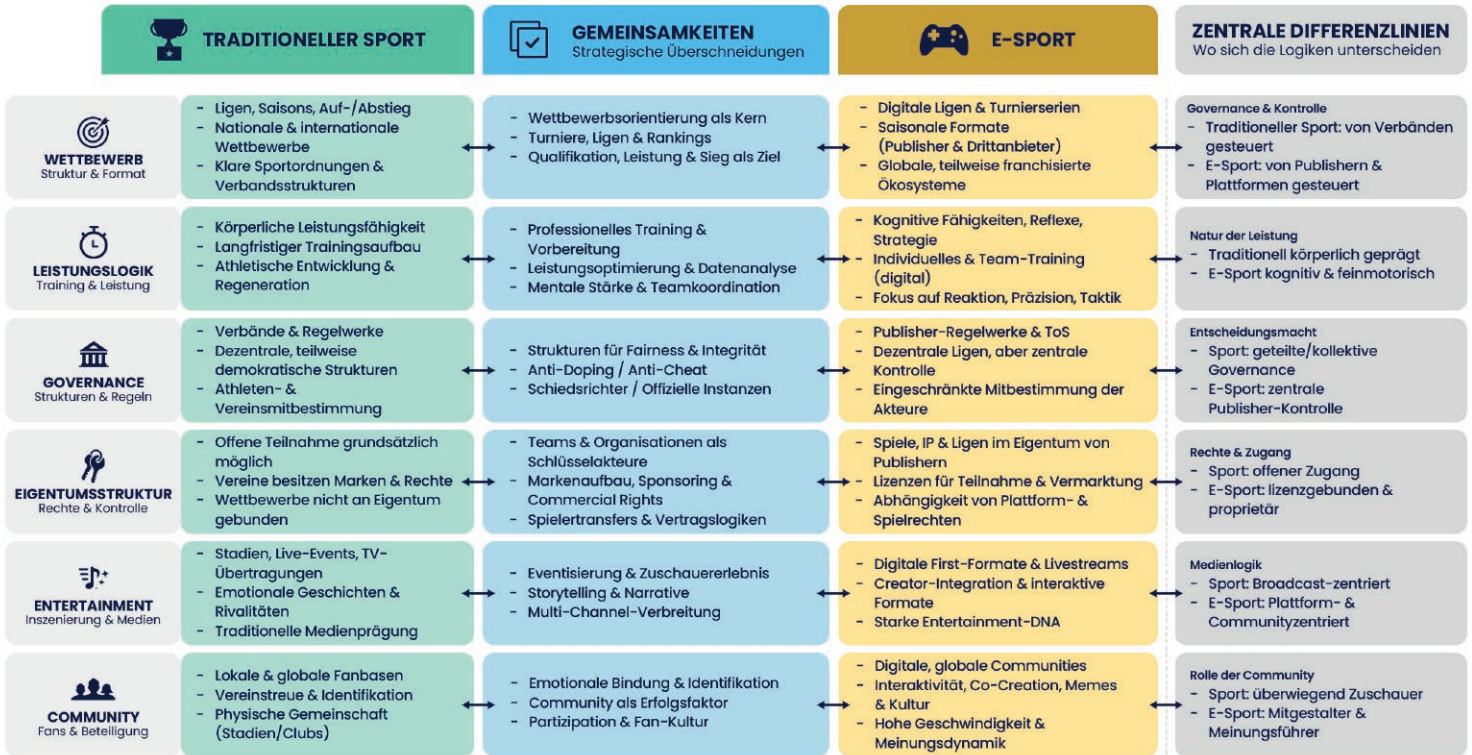 TRADITIONELLER SPORT
GEMEINSAMKEITEN
Strategische Überschneidungen
E-SPORT
ZENTRALE DIFFERENZLINIEN
Wo sich die Logiken unterscheiden
WETTBEWERB
Struktur & Format
- Ligen, Saisons, Auf-/Abstieg
- Nationale & internationale
Wettbewerbe
- Klare Sportordnungen &
Verbandsstrukturen
- Wettbewerbsorientierung als Kern
- Turniere, Ligen & Rankings
- Qualifikation, Leistung & Sieg als Ziel
- Digitale Ligen & Turnierserien
- Saisonale Formate
(Publisher & Drittanbieter)
- Globale, teilweise franchisierte
Ökosysteme
Governance & Kontrolle
- Traditioneller Sport: von Verbänden
gesteuert
- E-Sport: von Publishern &
Plattformen gesteuert
LEISTUNGSLOGIK
Training & Leistung
- Körperliche Leistungsfähigkeit
- Langfristiger Trainingsaufbau
- Athletische Entwicklung &
Regeneration
- Professionelles Training &
Vorbereitung
- Leistungsoptimierung & Datenanalyse
- Mentale Stärke & Teamkoordination
- Kognitive Fähigkeiten, Reflexe,
Strategie
- Individuelles & Team-Training
(digital)
- Fokus auf Reaktion, Präzision, Taktik
Natur der Leistung
- Traditionell körperlich geprägt
- E-Sport kognitiv & feinmotorisch
GOVERNANCE
Strukturen & Regeln
- Verbände & Regelwerke
- Dezentrale, teilweise
demokratische Strukturen
- Athleten- &
Vereinsmitbestimmung
- Strukturen für Fairness & Integrität
- Anti-Doping / Anti-Cheat
- Schiedsrichter / Offizielle Instanzen
- Publisher-Regelwerke & ToS
- Dezentrale Ligen, aber zentrale
Kontrolle
- Eingeschränkte Mitbestimmung der
Akteure
Entscheidungsmacht
- Sport: geteilte/kollektive
Governance
- E-Sport: zentrale
Publisher-Kontrolle
EIGENTUMSSTRUKTUR
Rechte & Kontrolle
- Offene Teilnahme grundsätzlich
möglich
- Vereine besitzen Marken & Rechte
- Wettbewerbe nicht an Eigentum
gebunden
- Teams & Organisationen als
Schlüsselakteure
- Markenaufbau, Sponsoring &
Commercial Rights
- Spielertransfers & Vertragslogiken
- Spiele, IP & Ligen im Eigentum von
Publishern
- Lizenzen für Teilnahme & Vermarktung
- Abhängigkeit von Plattform- &
Spielrechten
Rechte & Zugang
- Sport: offener Zugang
- E-Sport: lizenzgebunden &
proprietär
ENTERTAINMENT
Inszenierung & Medien
- Stadien, Live-Events, TV-
Übertragungen
- Emotionale Geschichten &
Rivalitäten
- Traditionelle Medienprägung
- Eventisierung & Zuschauererlebnis
- Storytelling & Narrative
- Multi-Channel-Verbreitung
- Digitale First-Formate & Livestreams
- Creator-Integration & interaktive
Formate
- Starke Entertainment-DNA
Medienlogik
- Sport: Broadcast-zentriert
- E-Sport: Plattform- &
Communityzentriert
COMMUNITY
Fans & Beteiligung
- Lokale & globale Fanbasen
- Vereinstreue & Identifikation
- Physische Gemeinschaft
(Stadien/Clubs)
- Emotionale Bindung & Identifikation
- Community als Erfolgsfaktor
- Partizipation & Fan-Kultur
- Digitale, globale Communities
- Interaktivität, Co-Creation, Memes
& Kultur
- Hohe Geschwindigkeit &
Meinungsdynamik
Rolle der Community
- Sport: überwiegend Zuschauer
- E-Sport: Mitgestalter &
Meinungsführer